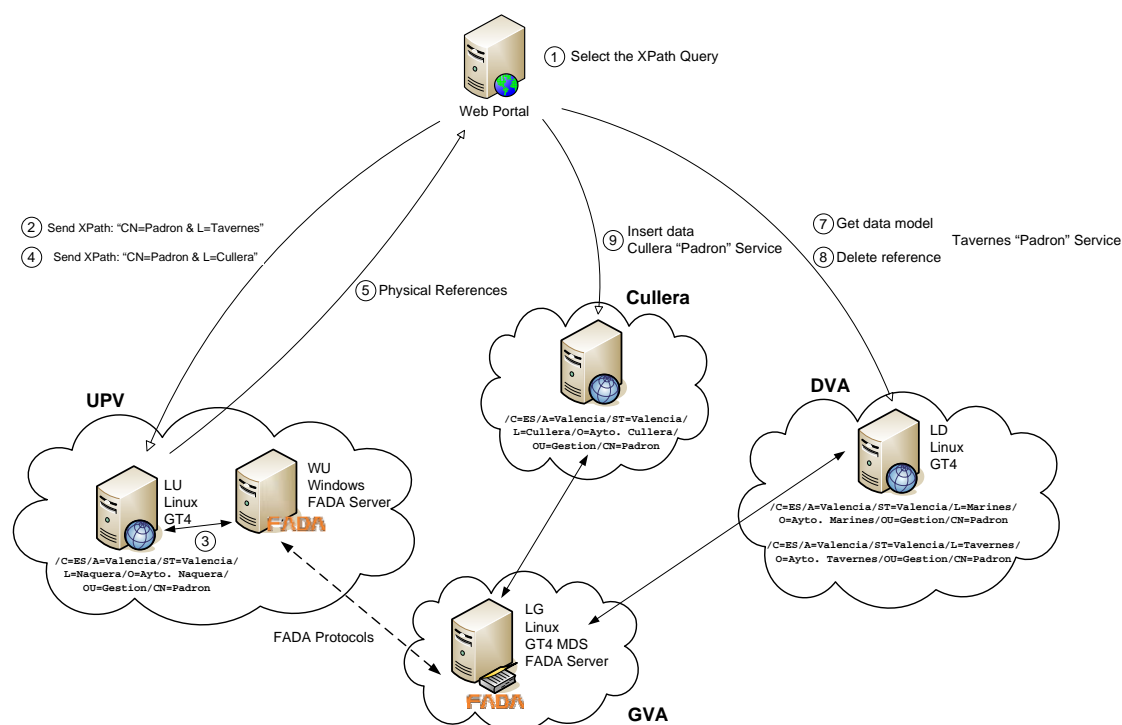 1 Select the XPath Query
Web Portal
2 Send XPath: “CN=Padron & L=Tavernes”
4 Send XPath: “CN=Padron & L=Cullera”
5 Physical References
9 Insert data
Cullera “Padron” Service
7 Get data model
8 Delete reference
Tavernes “Padron” Service
Cullera
/C=ES/A=Valencia/ST=Valencia/
L=Cullera/O=Ayto. Cullera/
OU=Gestion/CN=Padron
DVA
LD
Linux
GT4
/C=ES/A=Valencia/ST=Valencia/L=Marines/
O=Ayto. Marines/OU=Gestion/CN=Padron
/C=ES/A=Valencia/ST=Valencia/L=Tavernes/
O=Ayto. Tavernes/OU=Gestion/CN=Padron
UPV
LU
Linux
GT4
WU
Windows
FADA Server
FADA
3
/C=ES/A=Valencia/ST=Valencia/
L=Naquera/O=Ayto. Naquera/
OU=Gestion/CN=Padron
FADA Protocols
LG
Linux
GT4 MDS
FADA Server
FADA
GVA